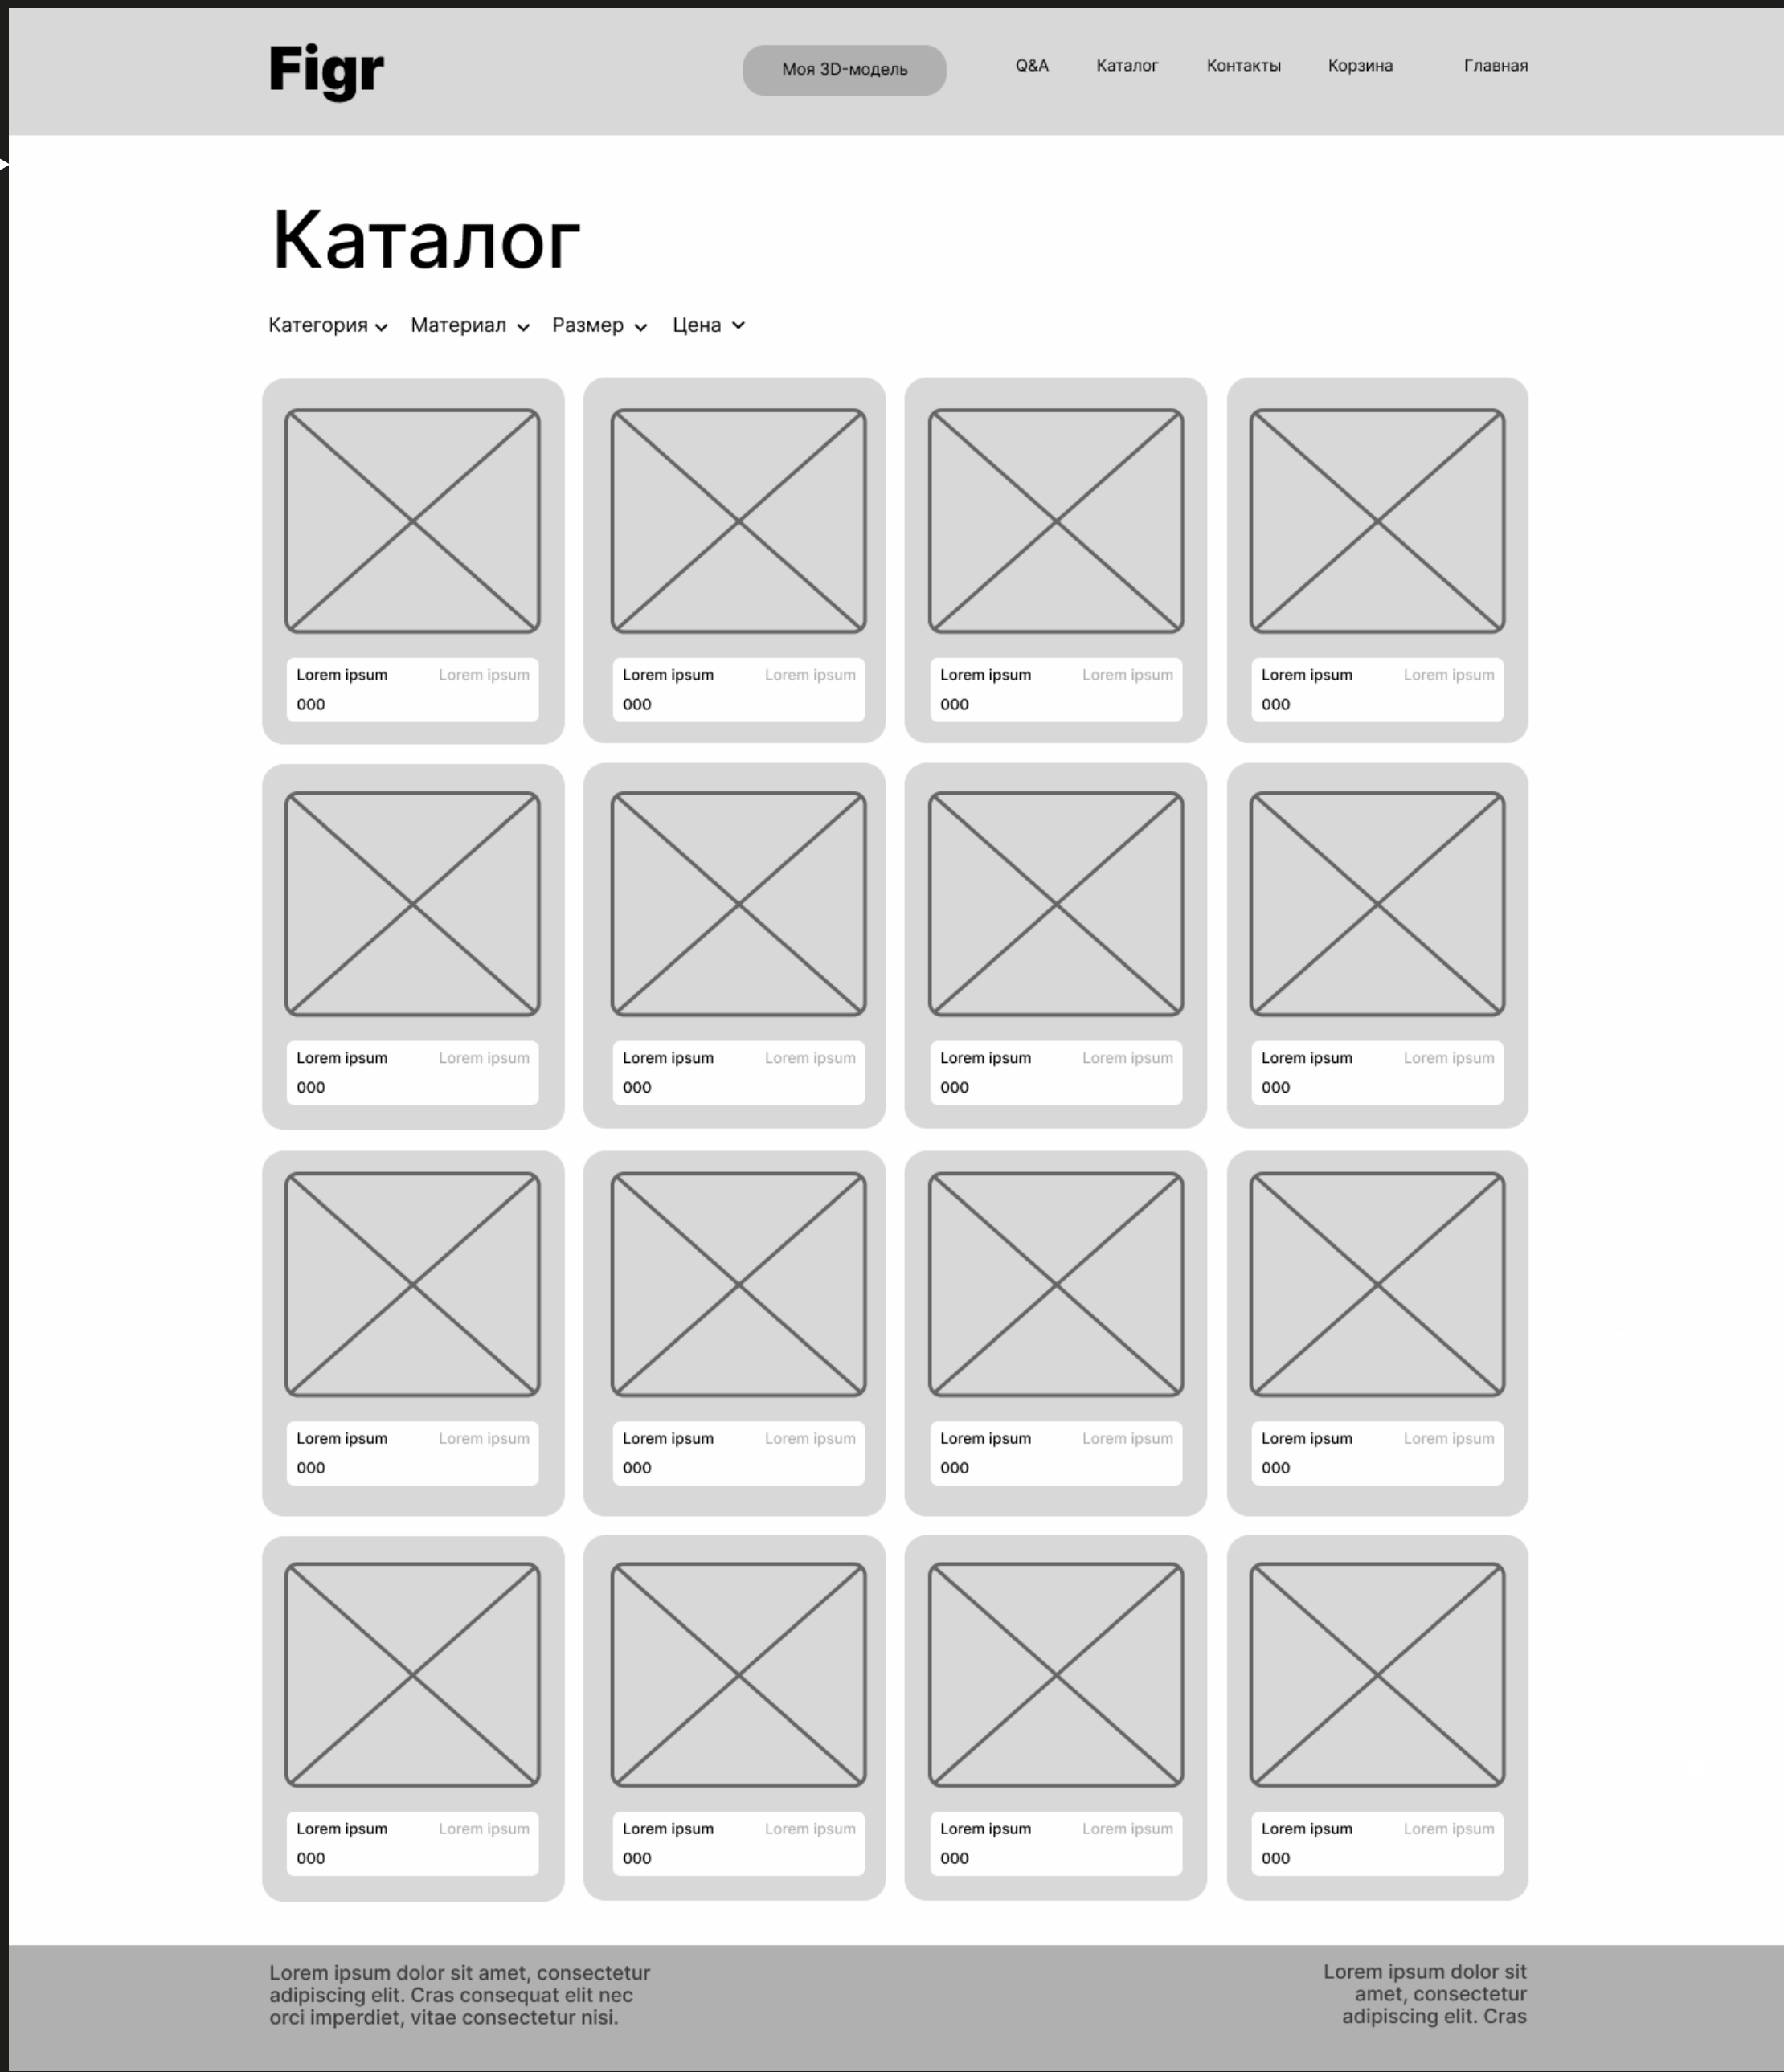 Figr
Моя 3D-модель Q&A Каталог Контакты Корзина Главная
Каталог
Категория Материал Размер Цена
Lorem ipsum Lorem ipsum Lorem ipsum Lorem ipsum Lorem ipsum Lorem ipsum Lorem ipsum Lorem ipsum
000 000 000 000
Lorem ipsum Lorem ipsum Lorem ipsum Lorem ipsum Lorem ipsum Lorem ipsum Lorem ipsum Lorem ipsum
000 000 000 000
Lorem ipsum Lorem ipsum Lorem ipsum Lorem ipsum Lorem ipsum Lorem ipsum Lorem ipsum Lorem ipsum
000 000 000 000
Lorem ipsum Lorem ipsum Lorem ipsum Lorem ipsum Lorem ipsum Lorem ipsum Lorem ipsum Lorem ipsum
000 000 000 000
Lorem ipsum dolor sit amet, consectetur
adipiscing elit. Cras consequat elit nec
orci imperdiet, vitae consectetur nisi.
Lorem ipsum dolor sit
amet, consectetur
adipiscing elit. Cras